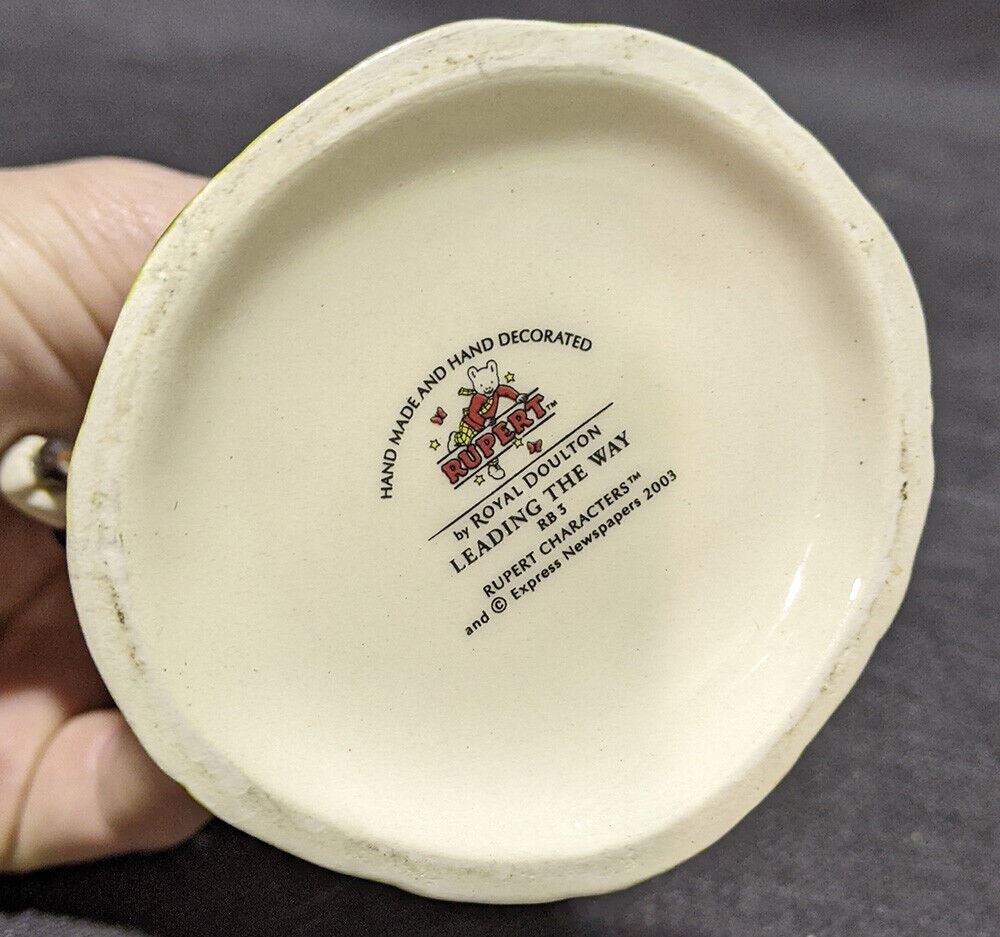 HAND MADE AND HAND DECORATED
RUPERT™
by ROYAL DOULTON
LEADING THE WAY
RB 3
RUPERT CHARACTERS™
and © Express Newspapers 2003